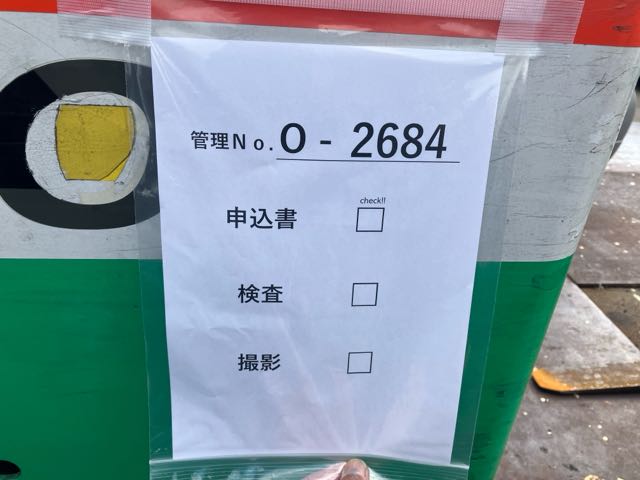 管理No. O - 2684
check!!
申込書 □
検査 □
撮影 □